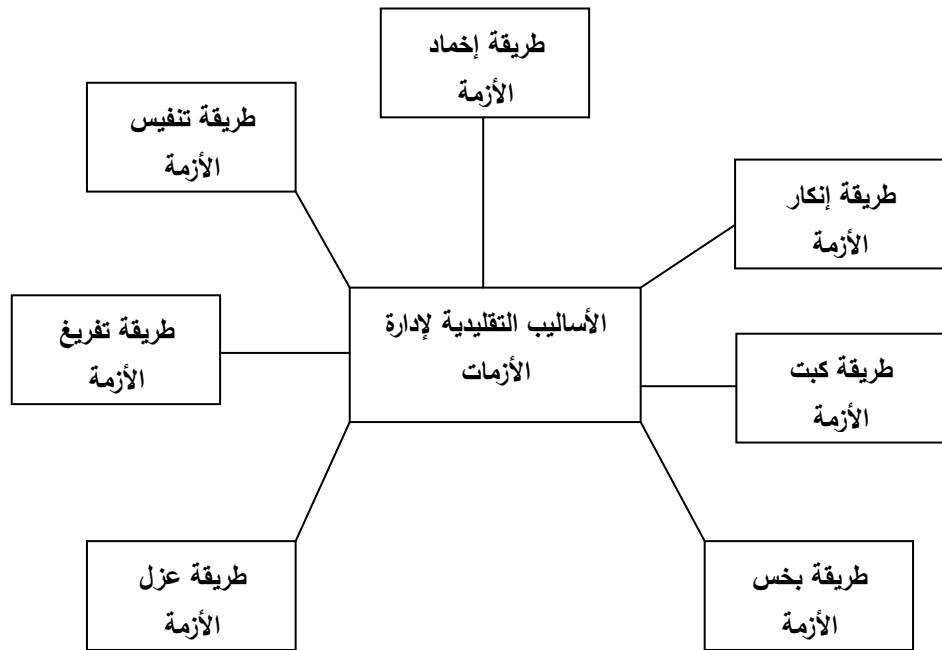 طريقة إخماد
الأزمة
طريقة تنفيس
الأزمة
طريقة إنكار
الأزمة
الأساليب التقليدية لإدارة
الأزمات
طريقة تفريغ
الأزمة
طريقة كبت
الأزمة
طريقة عزل
الأزمة
طريقة بخس
الأزمة